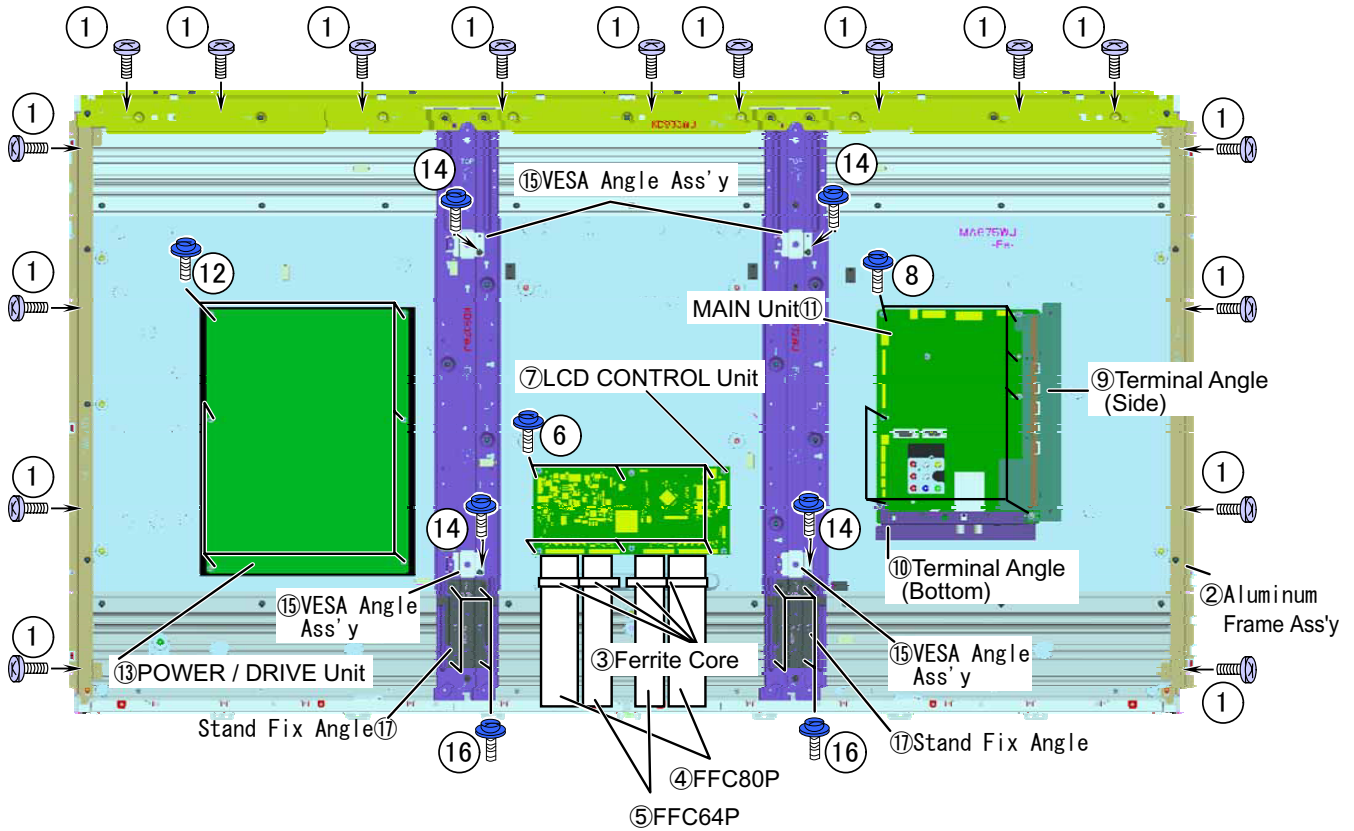 ① ① ① ① ① ① ① ① ①
① KD933WJ ①
⑭ ⑮VESA Angle Ass'y ⑭
MA675WJ
⑫ ⑧
① MAIN Unit⑪ ①
⑦LCD CONTROL Unit
⑨Terminal Angle
(Side)
⑥
① ⑭ ⑭ ①
⑩Terminal Angle
(Bottom)
②Aluminum
Frame Ass'y
⑮VESA Angle
Ass'y
① ⑬POWER / DRIVE Unit
③Ferrite Core
⑮VESA Angle
Ass'y
①
Stand Fix Angle⑰
⑯ ⑯
⑰Stand Fix Angle
④FFC80P
⑤FFC64P